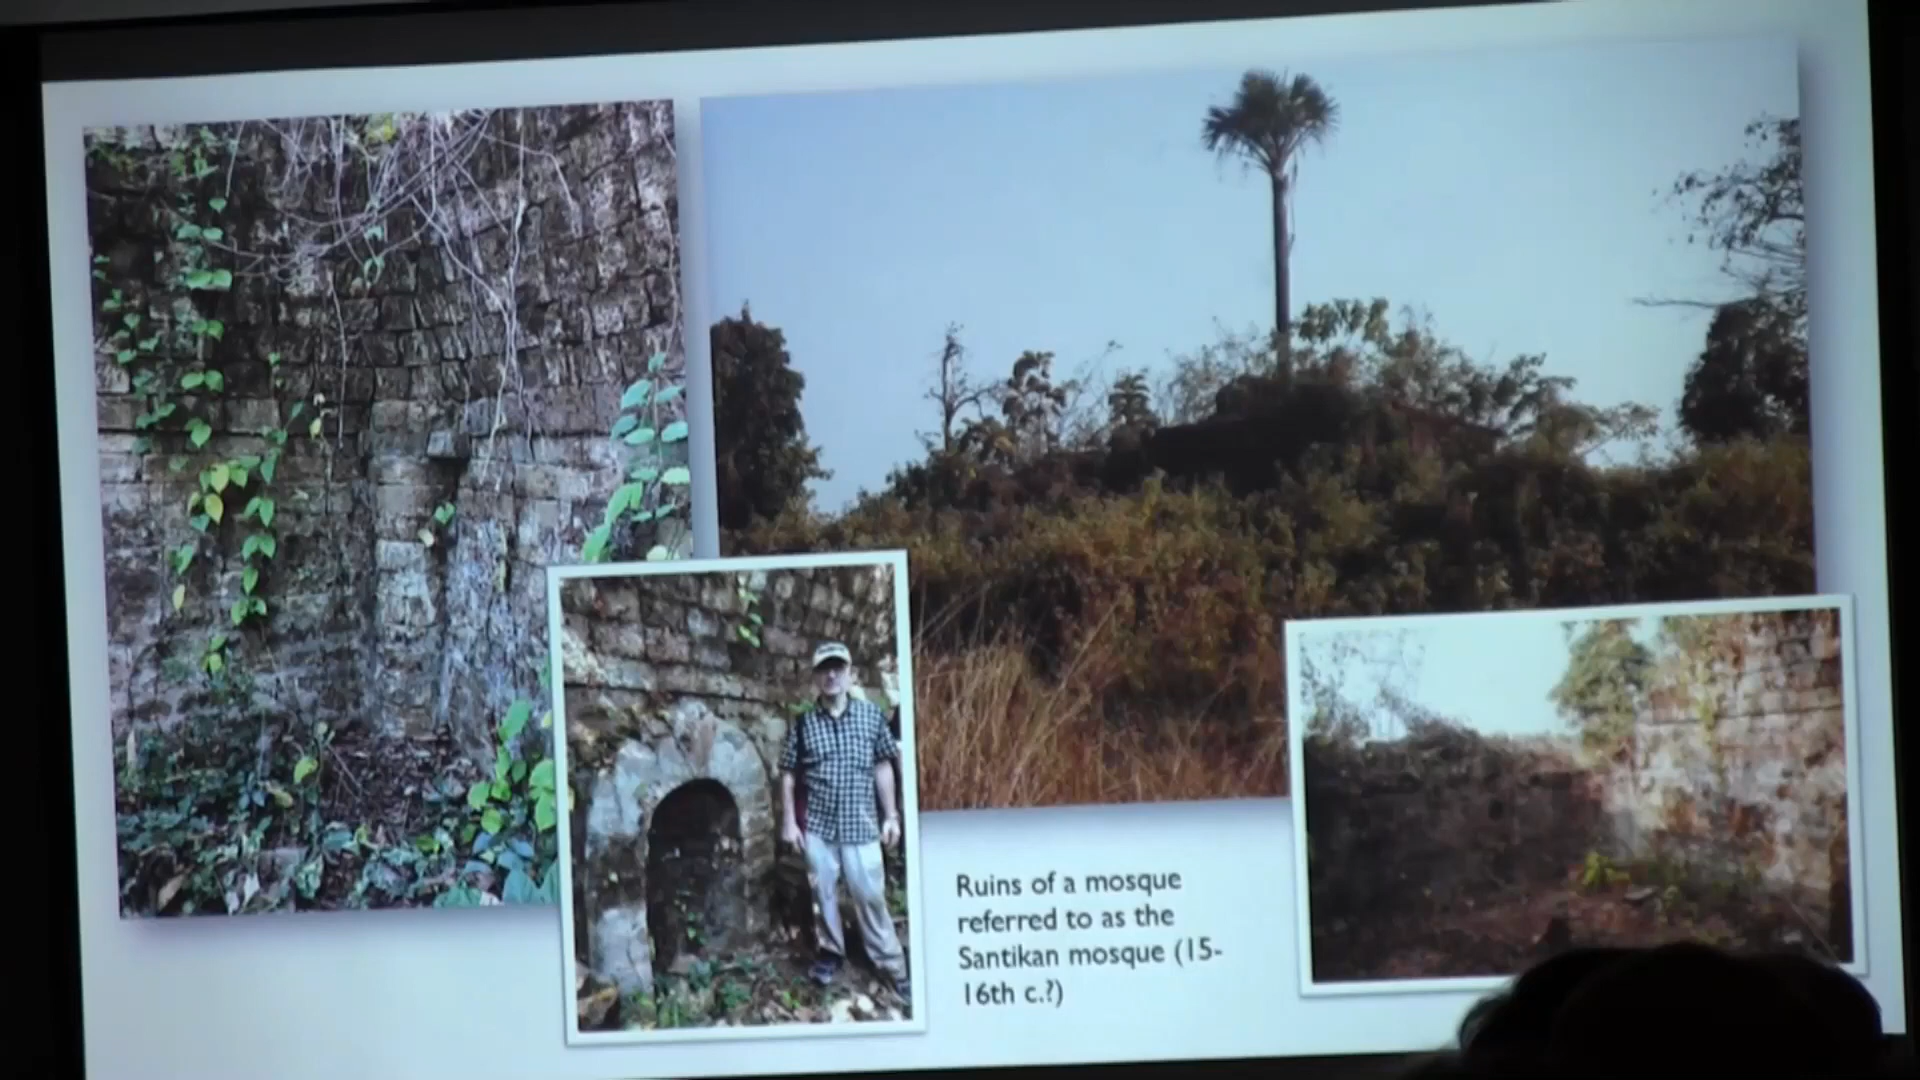 Ruins of a mosque
referred to as the
Santikan mosque (15-
16th c.?)